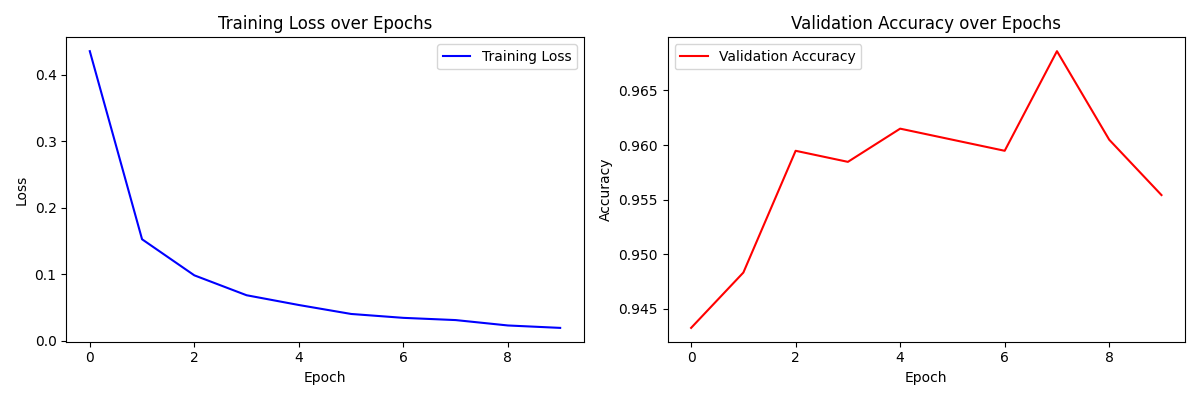 Training Loss over Epochs
Training Loss
0.4
0.3
0.2
0.1
0.0
Loss
0 2 4 6 8
Epoch
Validation Accuracy over Epochs
Validation Accuracy
0.965
0.960
0.955
0.950
0.945
Accuracy
0 2 4 6 8
Epoch